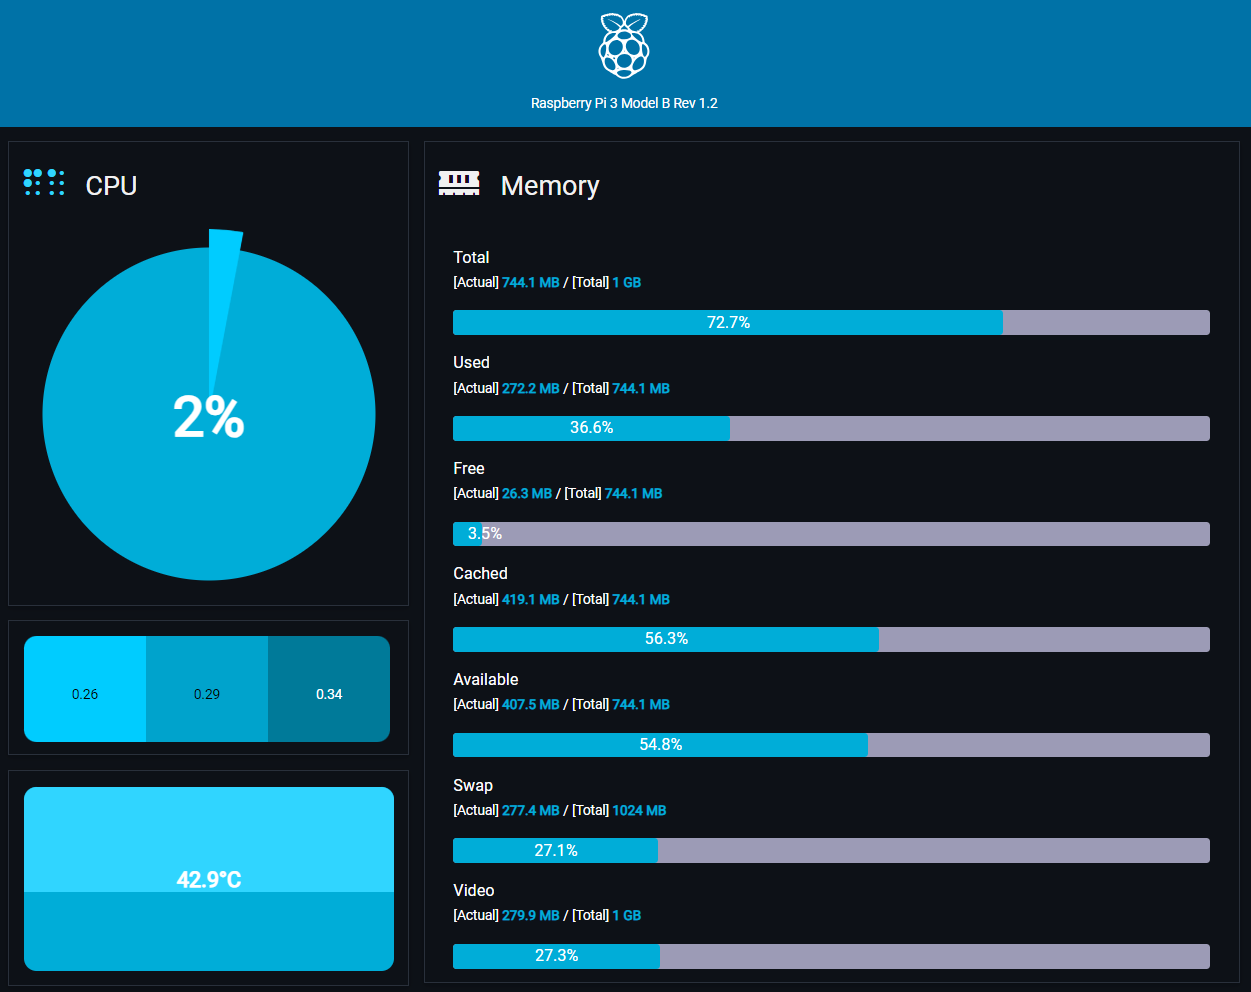 Raspberry Pi 3 Model B Rev 1.2
CPU
2%
0.26 0.29 0.34
42.9°C
Memory
Total
[Actual] 744.1 MB / [Total] 1 GB
72.7%
Used
[Actual] 272.2 MB / [Total] 744.1 MB
36.6%
Free
[Actual] 26.3 MB / [Total] 744.1 MB
3.5%
Cached
[Actual] 419.1 MB / [Total] 744.1 MB
56.3%
Available
[Actual] 407.5 MB / [Total] 744.1 MB
54.8%
Swap
[Actual] 277.4 MB / [Total] 1024 MB
27.1%
Video
[Actual] 279.9 MB / [Total] 1 GB
27.3%